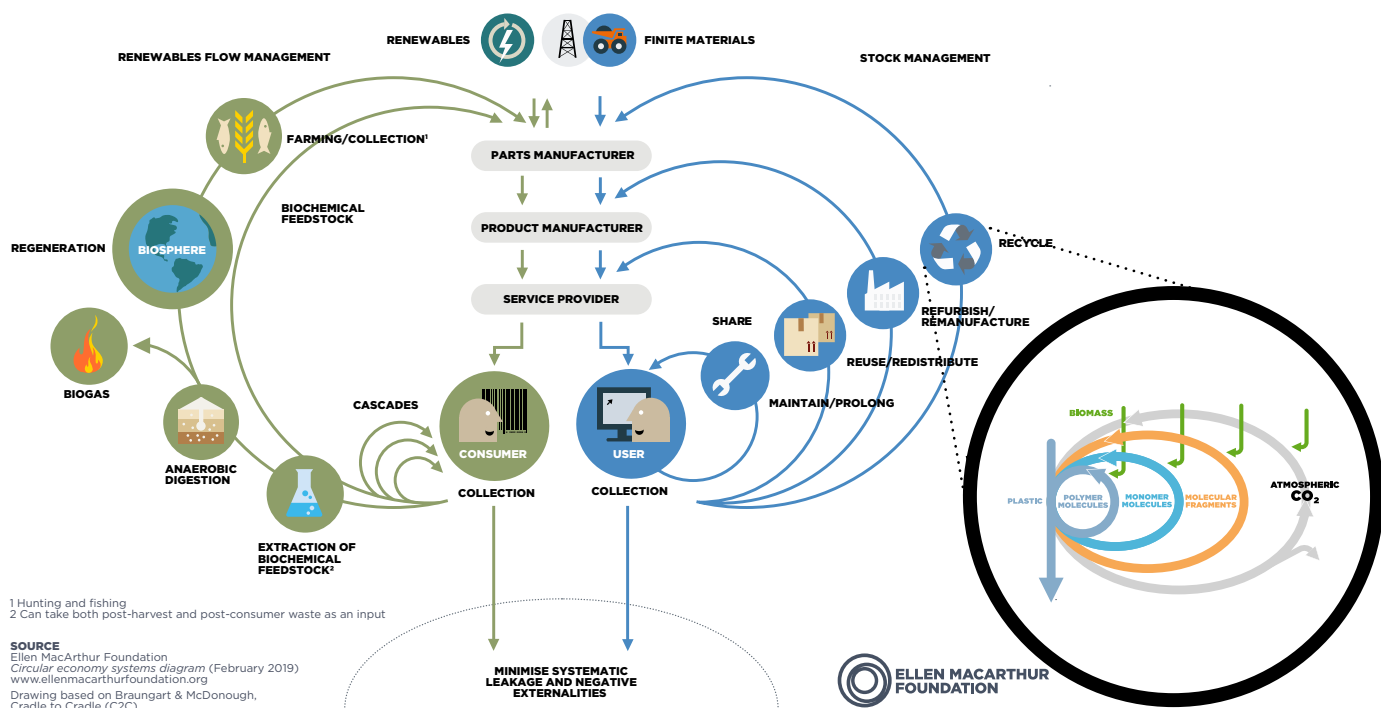 RENEWABLES
FINITE MATERIALS
RENEWABLES FLOW MANAGEMENT
STOCK MANAGEMENT
FARMING/COLLECTION¹
PARTS MANUFACTURER
BIOCHEMICAL
FEEDSTOCK
PRODUCT MANUFACTURER
REGENERATION
BIOSPHERE
RECYCLE
SERVICE PROVIDER
REFURBISH/
REMANUFACTURE
SHARE
REUSE/REDISTRIBUTE
BIOGAS
MAINTAIN/PROLONG
CASCADES
CONSUMER
USER
ANAEROBIC
DIGESTION
COLLECTION
COLLECTION
EXTRACTION OF
BIOCHEMICAL
FEEDSTOCK²
BIOMASS
PLASTIC
POLYMER
MOLECULES
MONOMER
MOLECULES
MOLECULAR
FRAGMENTS
ATMOSPHERIC
CO₂
1 Hunting and fishing
2 Can take both post-harvest and post-consumer waste as an input
SOURCE
Ellen MacArthur Foundation
Circular economy systems diagram (February 2019)
www.ellenmacarthurfoundation.org
Drawing based on Braungart & McDonough,
Cradle to Cradle (C2C)
MINIMISE SYSTEMATIC
LEAKAGE AND NEGATIVE
EXTERNALITIES
ELLEN MACARTHUR
FOUNDATION